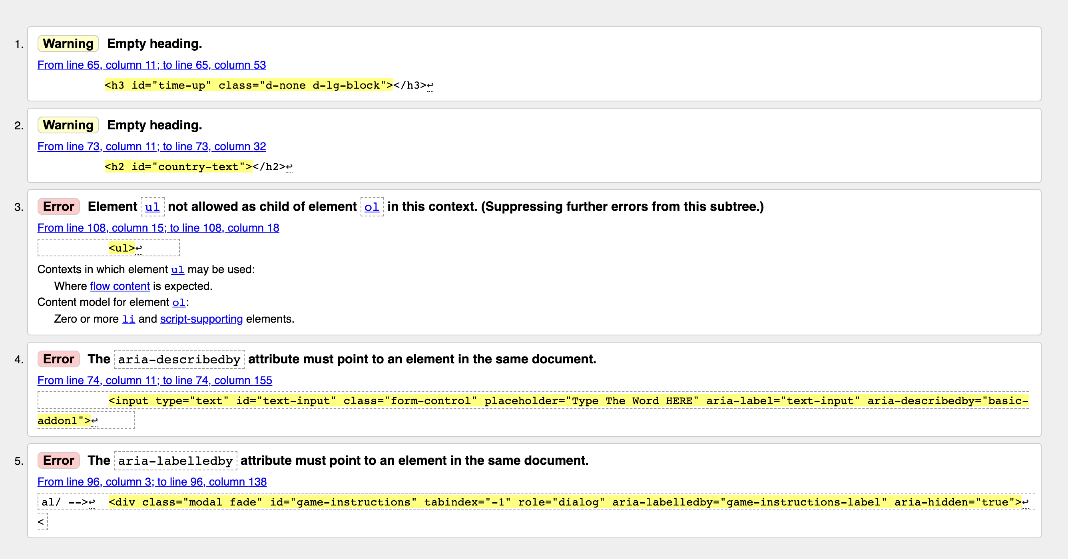 1. Warning Empty heading.
From line 65, column 11; to line 65, column 53
<h3 id="time-up" class="d-none d-lg-block"></h3>↩
2. Warning Empty heading.
From line 73, column 11; to line 73, column 32
<h2 id="country-text"></h2>↩
3. Error Element ul not allowed as child of element ol in this context. (Suppressing further errors from this subtree.)
From line 108, column 15; to line 108, column 18
<ul>↩
Contexts in which element ul may be used:
Where flow content is expected.
Content model for element ol:
Zero or more li and script-supporting elements.
4. Error The aria-describedby attribute must point to an element in the same document.
From line 74, column 11; to line 74, column 155
<input type="text" id="text-input" class="form-control" placeholder="Type The Word HERE" aria-label="text-input" aria-describedby="basic-
addon1">↩
5. Error The aria-labelledby attribute must point to an element in the same document.
From line 96, column 3; to line 96, column 138
al/ -->↩ <div class="modal fade" id="game-instructions" tabindex="-1" role="dialog" aria-labelledby="game-instructions-label" aria-hidden="true">↩
<